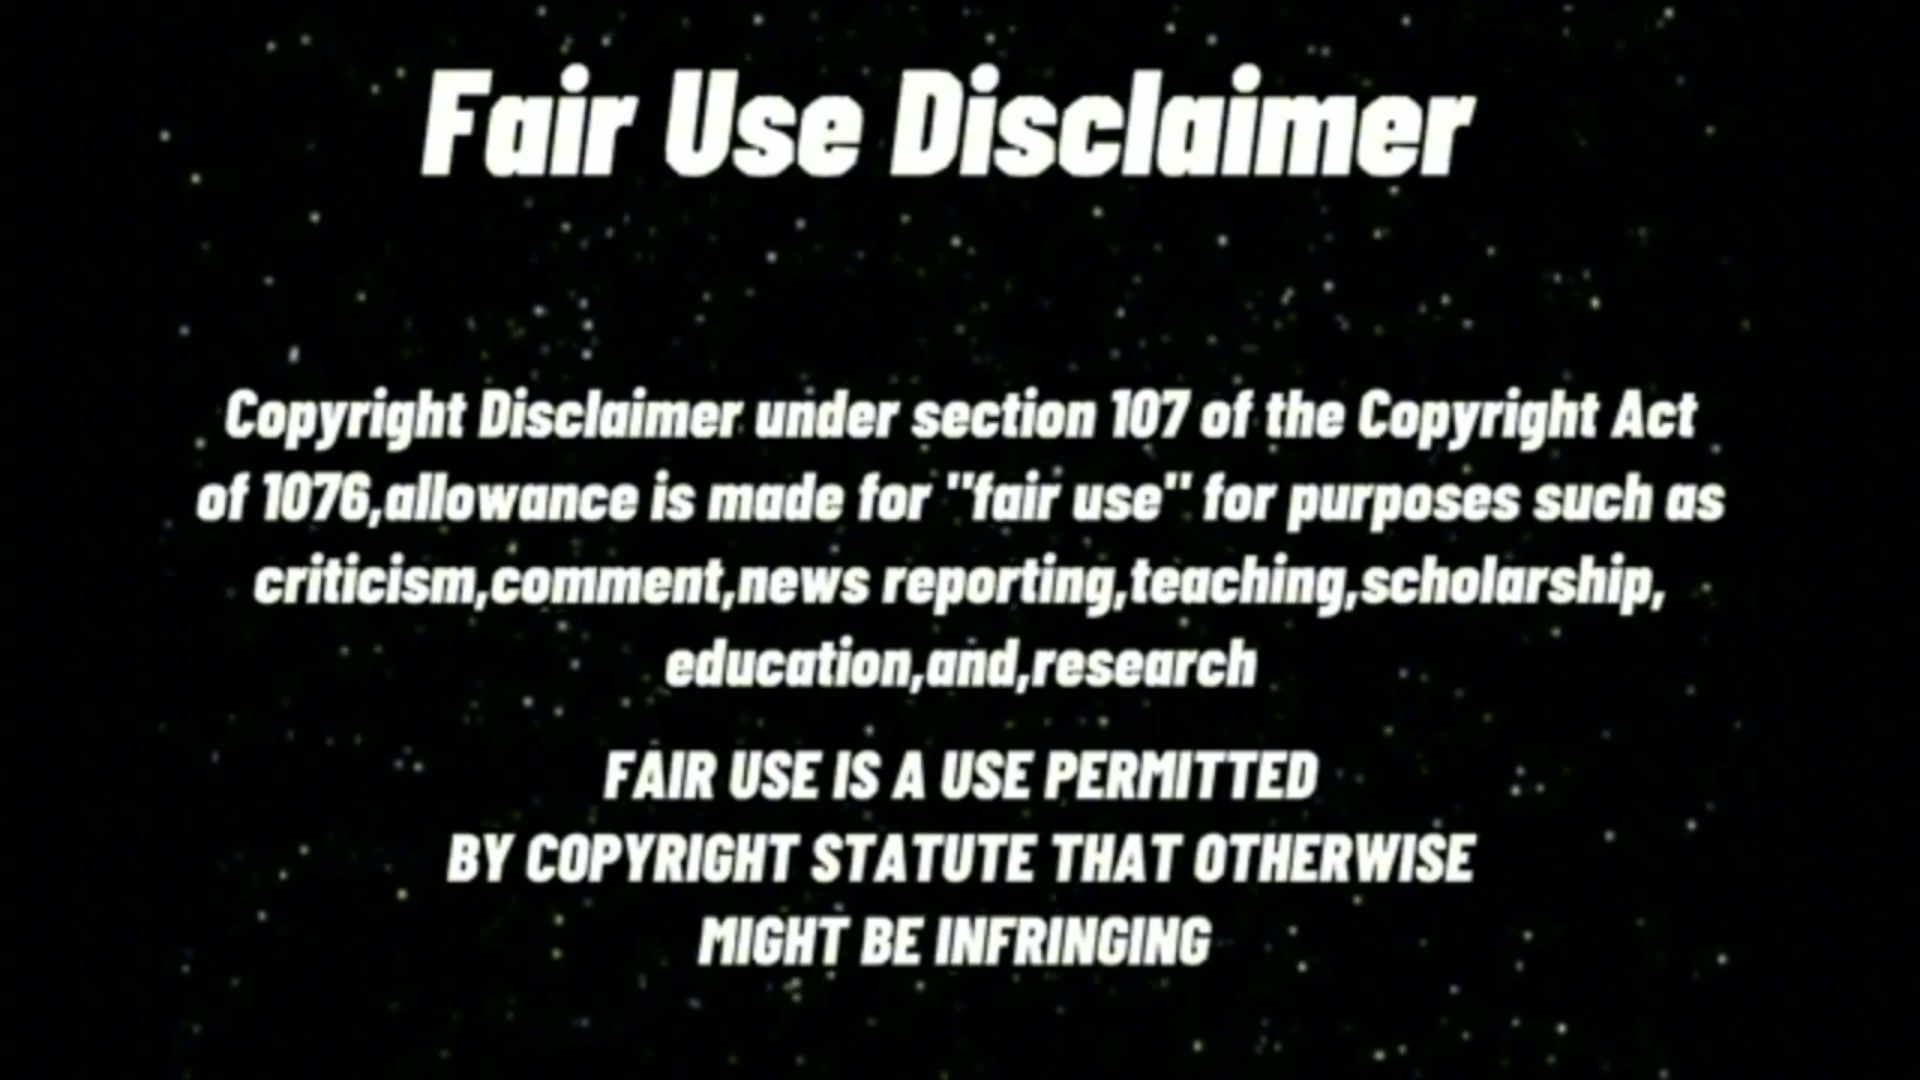 Fair Use Disclaimer
Copyright Disclaimer under section 107 of the Copyright Act
of 1076,allowance is made for "fair use" for purposes such as
criticism,comment,news reporting,teaching,scholarship,
education,and,research
FAIR USE IS A USE PERMITTED
BY COPYRIGHT STATUTE THAT OTHERWISE
MIGHT BE INFRINGING